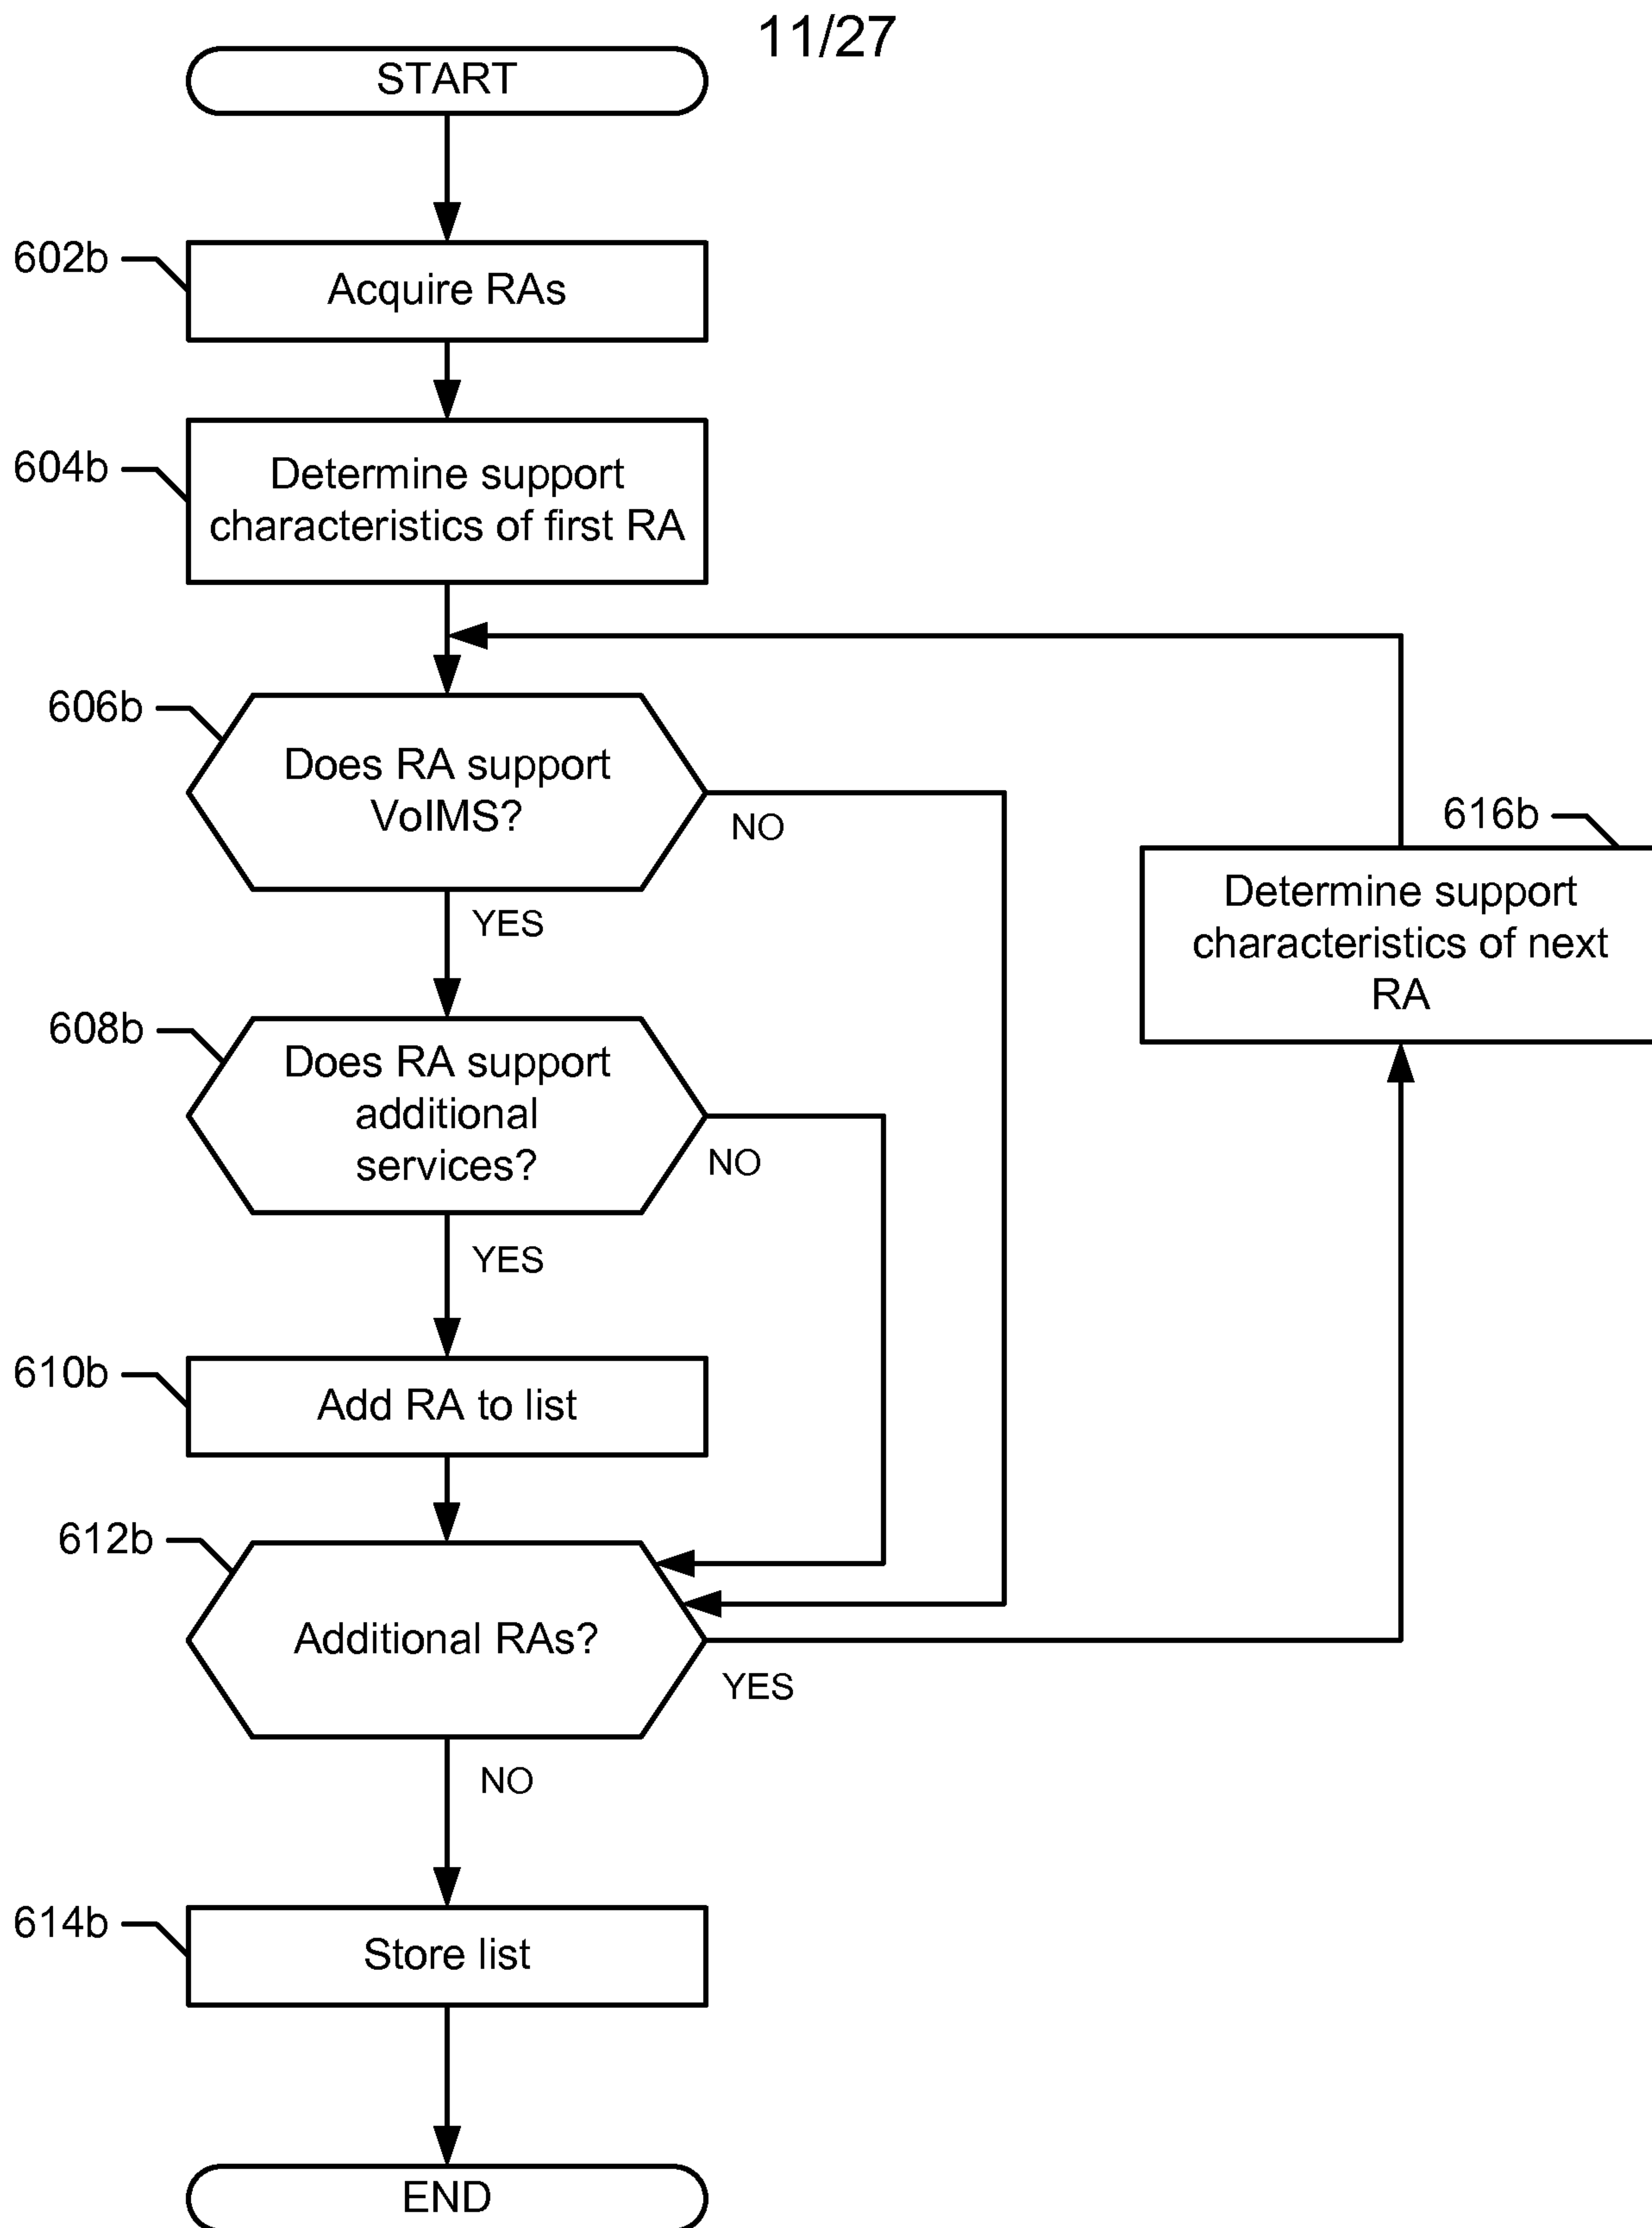 11/27
START
602b
Acquire RAs
604b
Determine support
characteristics of first RA
606b
Does RA support
VoIMS?
NO
YES
616b
Determine support
characteristics of next
RA
608b
Does RA support
additional
services?
NO
YES
610b
Add RA to list
612b
Additional RAs?
YES
NO
614b
Store list
END